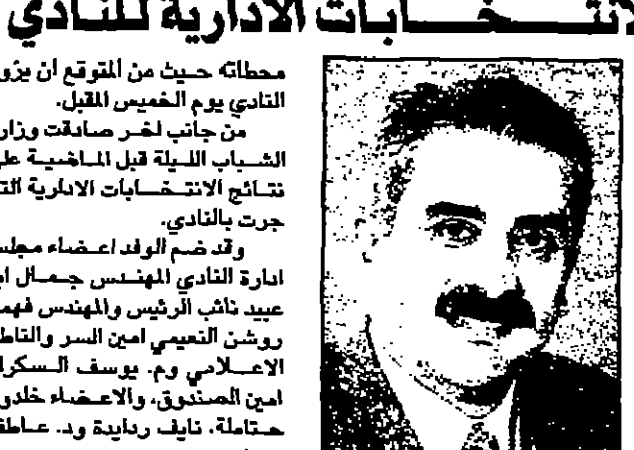 الانتـــخـــابات الادارية للنادي
محطاته حيث من المتوقع ان يزور
النادي يوم الخميس المقبل.
من جانب اخر صادقت وزارة
الشباب الليلة قبل الماضية على
نتائج الانتخابات الادارية التي
جرت بالنادي.
وقد ضم الوفد اعضاء مجلس
ادارة النادي المهندس جمال ابو
عبيد نائب الرئيس والمهندس فهمي
روشن النعيمي امين السر والناطق
الاعلامي وم. يوسف السكران
امين الصندوق، والاعضاء خلدون
حتاملة، نايف ردايدة ود. عاطف